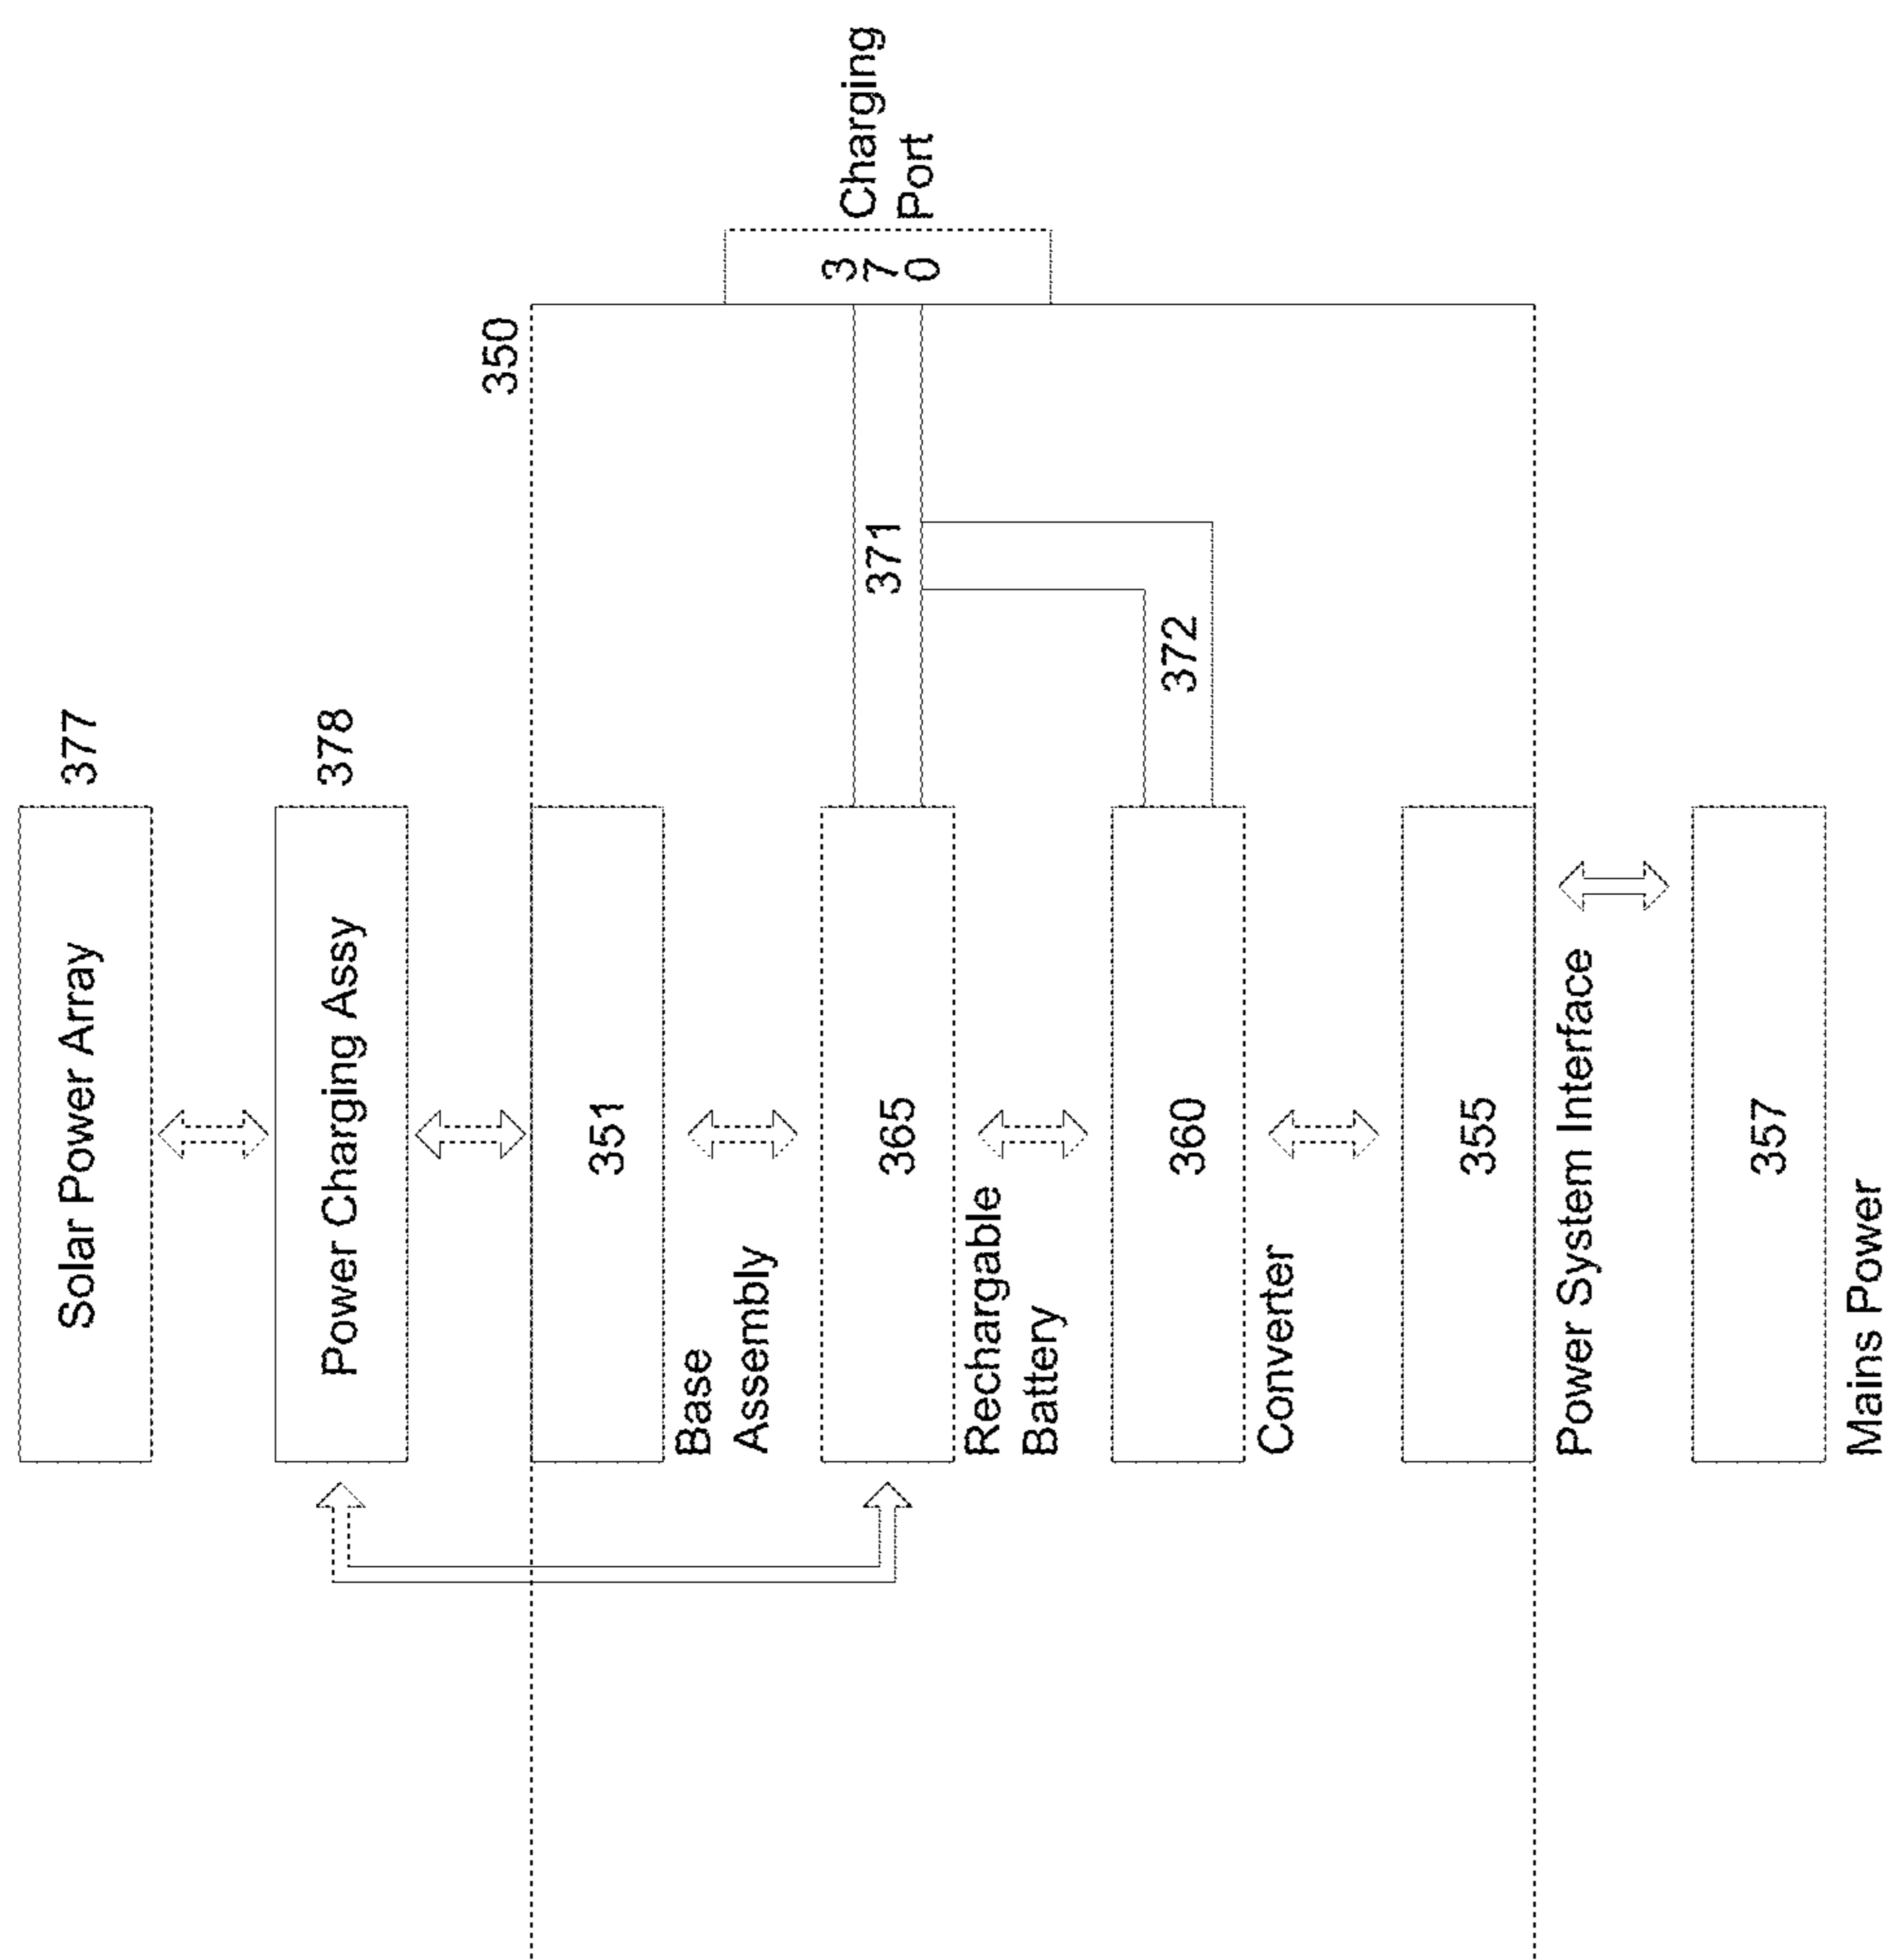 Solar Power Array
377
Power Charging Assy
378
350
351
Base
Assembly
365
Rechargable
Battery
371
370
Charging
Port
360
Converter
372
355
Power System Interface
357
Mains Power